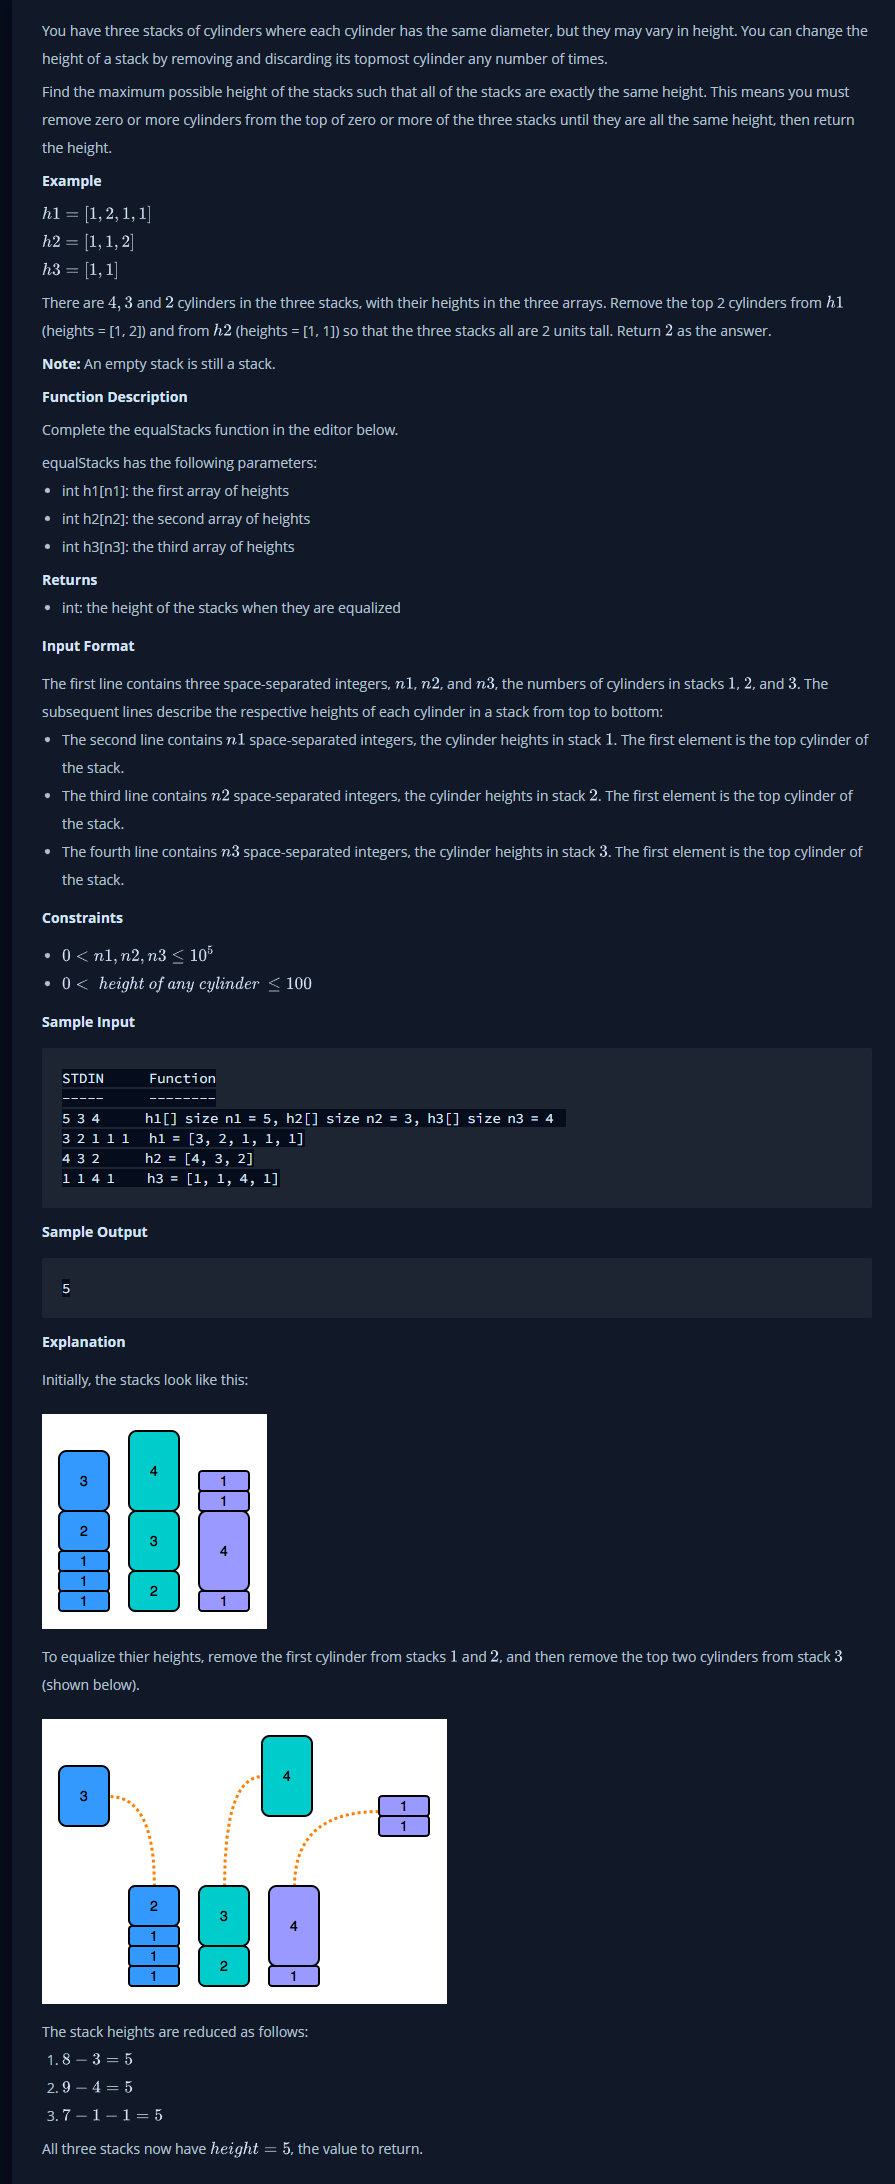 You have three stacks of cylinders where each cylinder has the same diameter, but they may vary in height. You can change the
height of a stack by removing and discarding its topmost cylinder any number of times.
Find the maximum possible height of the stacks such that all of the stacks are exactly the same height. This means you must
remove zero or more cylinders from the top of zero or more of the three stacks until they are all the same height, then return
the height.
Example
h1 = [1, 2, 1, 1]
h2 = [1, 1, 2]
h3 = [1, 1]
There are 4, 3 and 2 cylinders in the three stacks, with their heights in the three arrays. Remove the top 2 cylinders from h1
(heights = [1, 2]) and from h2 (heights = [1, 1]) so that the three stacks all are 2 units tall. Return 2 as the answer.
Note: An empty stack is still a stack.
Function Description
Complete the equalStacks function in the editor below.
equalStacks has the following parameters:
• int h1[n1]: the first array of heights
• int h2[n2]: the second array of heights
• int h3[n3]: the third array of heights
Returns
• int: the height of the stacks when they are equalized
Input Format
The first line contains three space-separated integers, n1, n2, and n3, the numbers of cylinders in stacks 1, 2, and 3. The
subsequent lines describe the respective heights of each cylinder in a stack from top to bottom:
• The second line contains n1 space-separated integers, the cylinder heights in stack 1. The first element is the top cylinder of
the stack.
• The third line contains n2 space-separated integers, the cylinder heights in stack 2. The first element is the top cylinder of
the stack.
• The fourth line contains n3 space-separated integers, the cylinder heights in stack 3. The first element is the top cylinder of
the stack.
Constraints
• 0 < n1, n2, n3 ≤ 10⁵
• 0 < height of any cylinder ≤ 100
Sample Input
STDIN Function
----- --------
5 3 4 h1[] size n1 = 5, h2[] size n2 = 3, h3[] size n3 = 4
3 2 1 1 1 h1 = [3, 2, 1, 1, 1]
4 3 2 h2 = [4, 3, 2]
1 1 4 1 h3 = [1, 1, 4, 1]
Sample Output
5
Explanation
Initially, the stacks look like this:
4
3 1
1
2
3 4
1
1 2
1 1
To equalize thier heights, remove the first cylinder from stacks 1 and 2, and then remove the top two cylinders from stack 3
(shown below).
4
3 1
1
2 3 4
1
1 2
1 1
The stack heights are reduced as follows:
1. 8 − 3 = 5
2. 9 − 4 = 5
3. 7 − 1 − 1 = 5
All three stacks now have height = 5, the value to return.